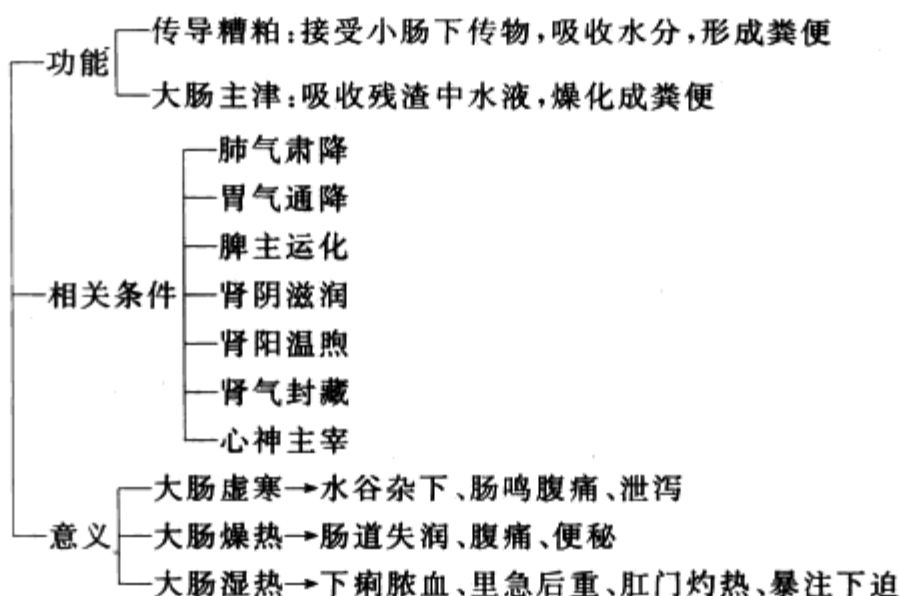 功能
传导糟粕:接受小肠下传物,吸收水分,形成粪便
大肠主津:吸收残渣中水液,燥化成粪便
相关条件
肺气肃降
胃气通降
脾主运化
肾阴滋润
肾阳温煦
肾气封藏
心神主宰
意义
大肠虚寒→水谷杂下、肠鸣腹痛、泄泻
大肠燥热→肠道失润、腹痛、便秘
大肠湿热→下痢脓血、里急后重、肛门灼热、暴注下迫